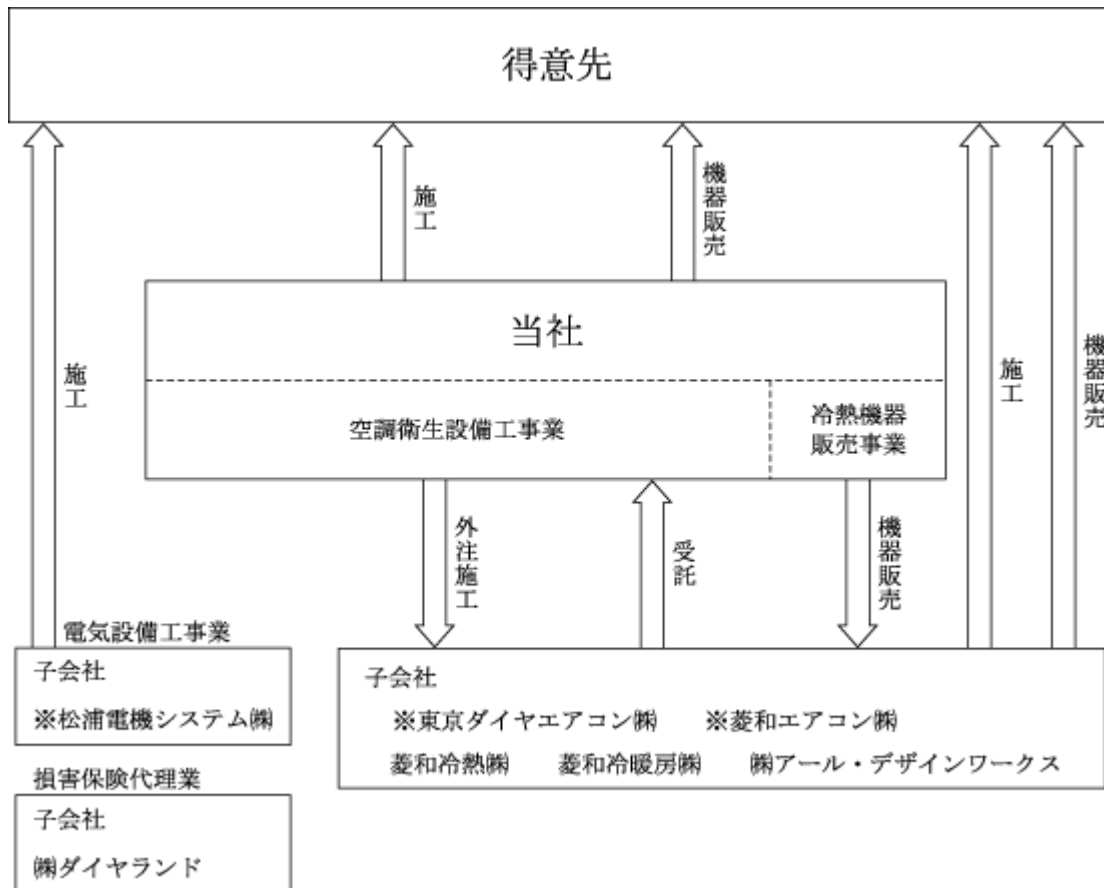 得意先
施工
機器販売
施工
当社
施工
機器販売
空調衛生設備工事業
冷熱機器
販売事業
外注施工
受託
機器販売
電気設備工事業
子会社
※松浦電機システム㈱
子会社
※東京ダイヤエアコン㈱ ※菱和エアコン㈱
菱和冷熱㈱ 菱和冷暖房㈱ ㈱アール・デザインワークス
損害保険代理業
子会社
㈱ダイヤランド